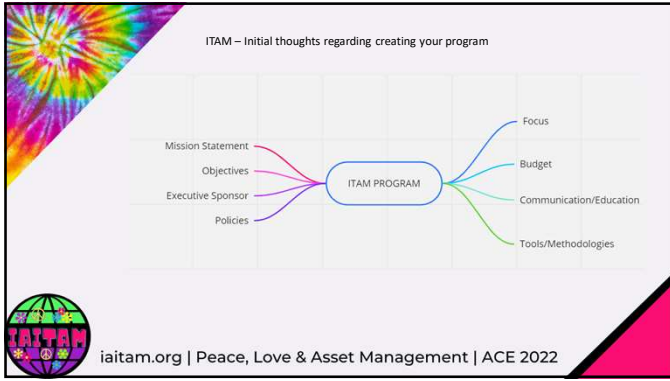 ITAM – Initial thoughts regarding creating your program
Mission Statement
Objectives
Executive Sponsor
Policies
ITAM PROGRAM
Focus
Budget
Communication/Education
Tools/Methodologies
IAITAM
iaitam.org | Peace, Love & Asset Management | ACE 2022